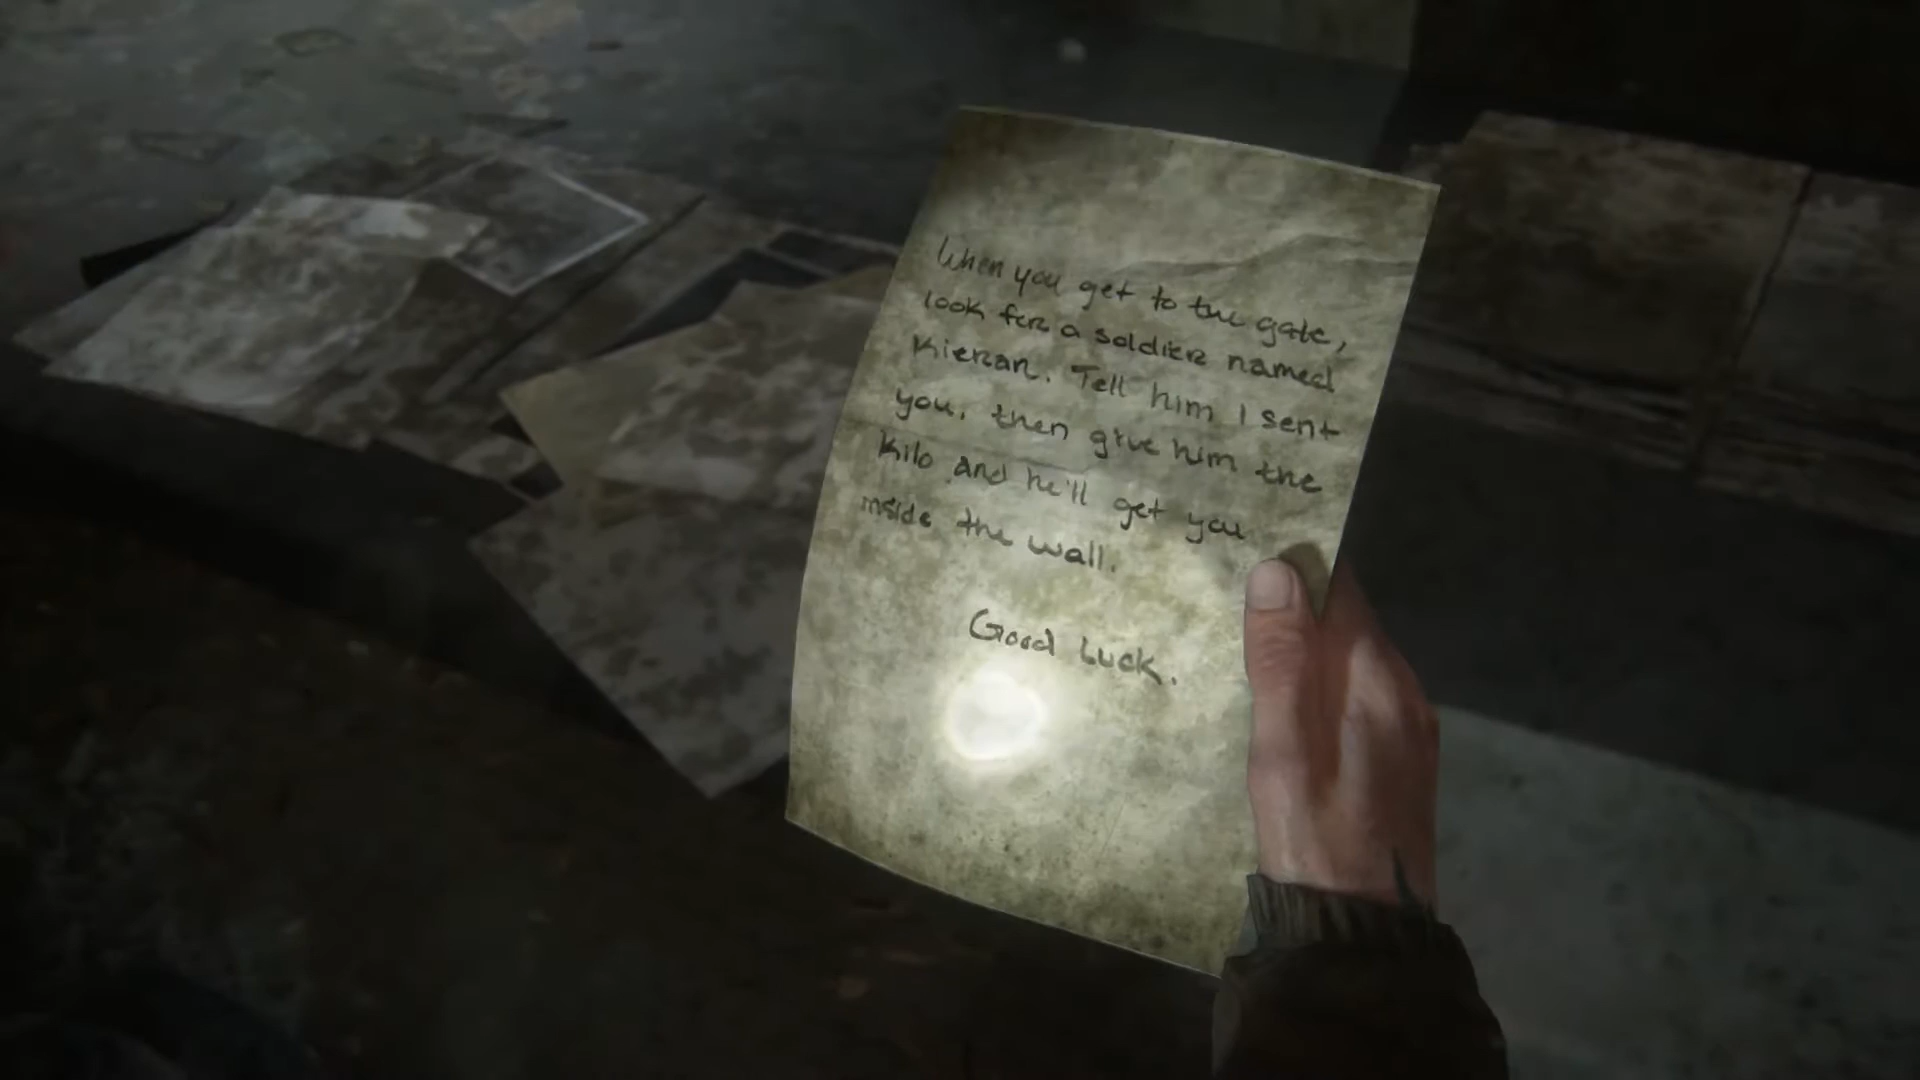 When you get to the gate,
look for a soldier named
Kieran. Tell him I sent
you, then give him the
kilo and he'll get you
inside the wall.
Good Luck.